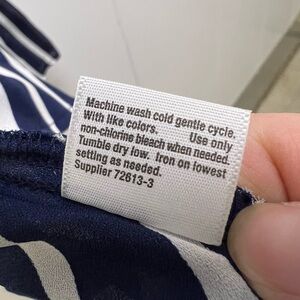 Machine wash cold gentle cycle.
With like colors. Use only
non-chlorine bleach when needed.
Tumble dry low. Iron on lowest
setting as needed.
Supplier 72613-3